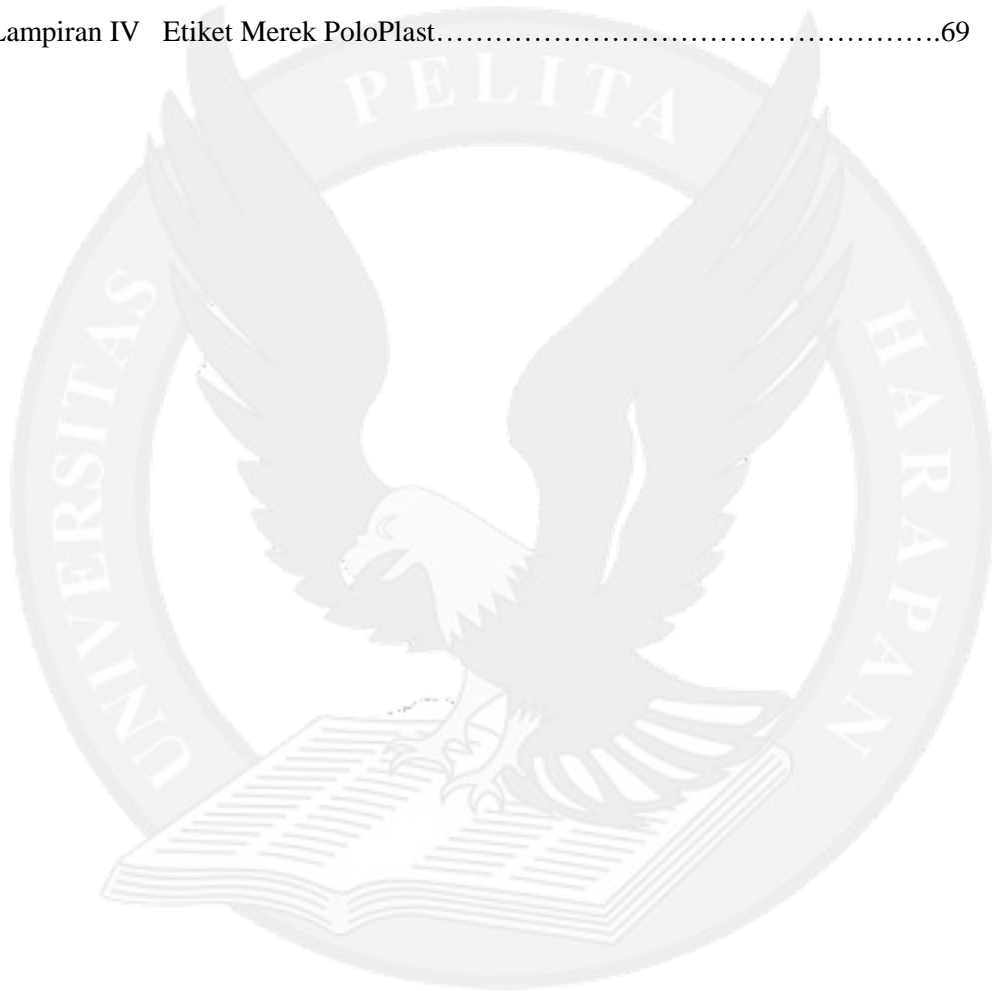 Lampiran IV   Etiket Merek PoloPlast……………………………………………….69
UNIVERSITAS PELITA HARAPAN